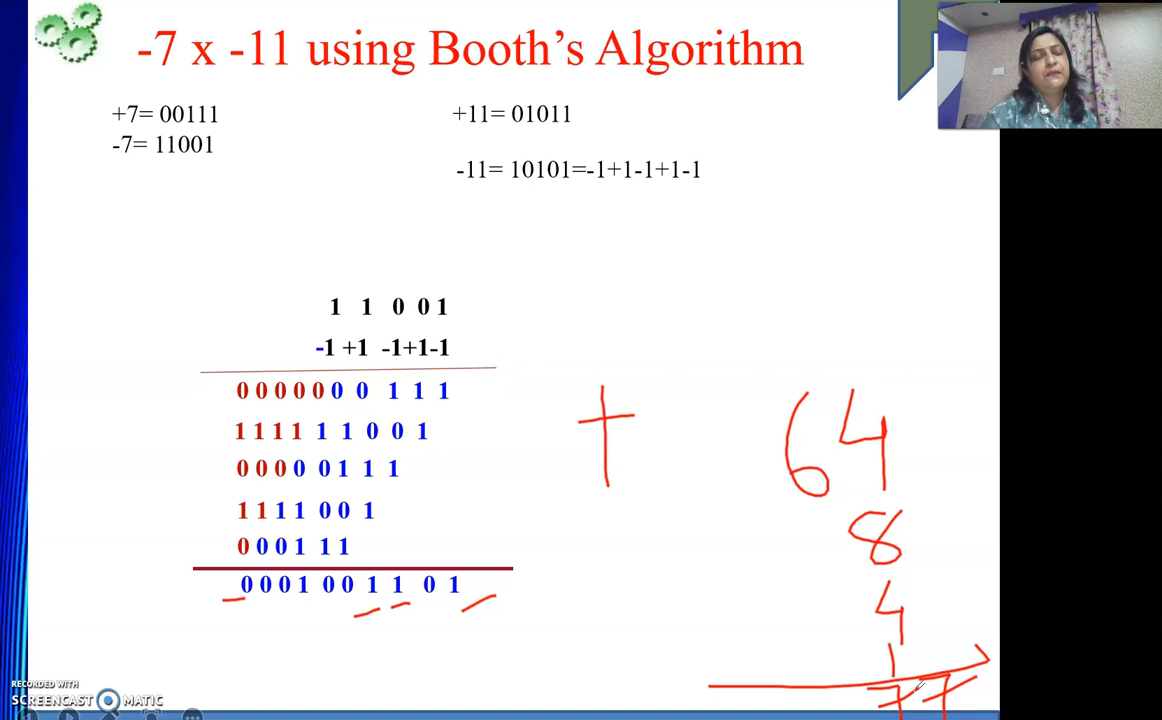 -7 x -11 using Booth's Algorithm
+7= 00111
+11= 01011
-7= 11001
-11= 10101=-1+1-1+1-1
1 1 0 0 1
-1 +1 -1+1-1
0 0 0 0 0 0 0 1 1 1
1 1 1 1 1 1 0 0 1
0 0 0 0 0 1 1 1
1 1 1 1 0 0 1
0 0 0 1 1 1
0 0 0 1 0 0 1 1 0 1
+ 64
8
4
1
77
RECORDED WITH
SCREENCAST MATIC